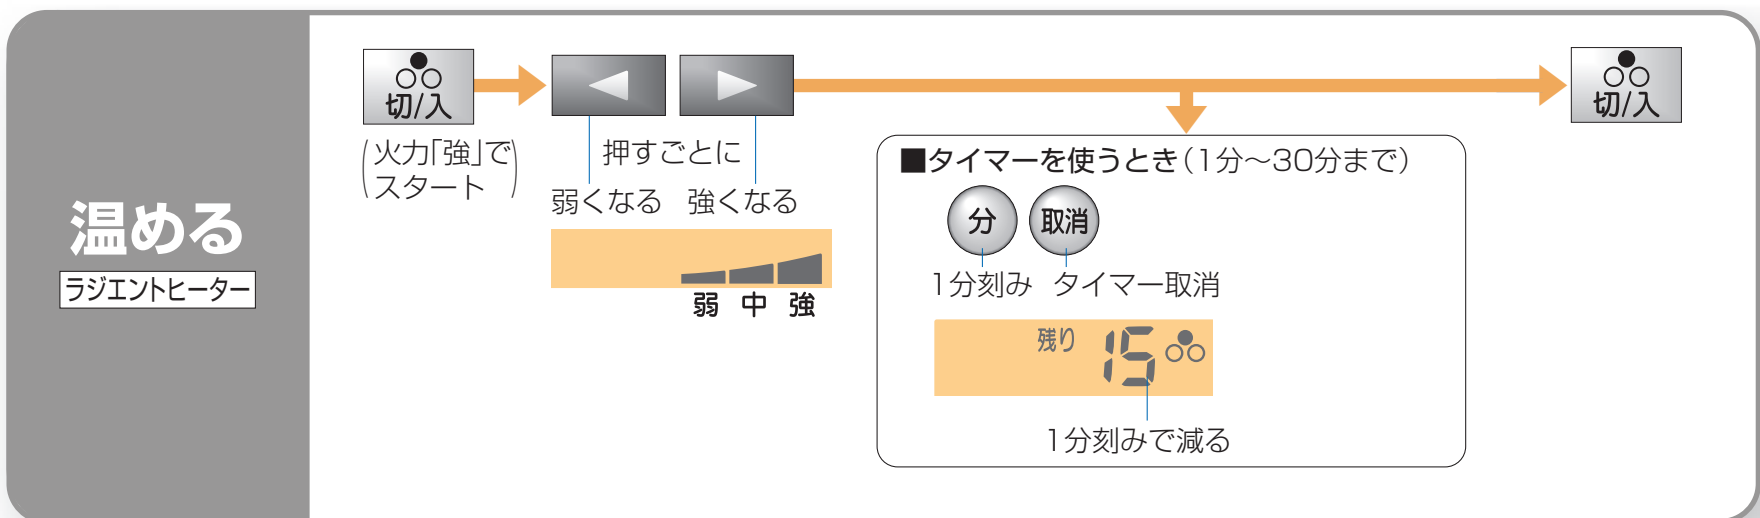 温める
ラジエントヒーター
切/入
(火力「強」で
スタート)
押すごとに
弱くなる 強くなる
弱 中 強
■タイマーを使うとき(1分～30分まで)
分 取消
1分刻み タイマー取消
残り 15
1分刻みで減る
切/入